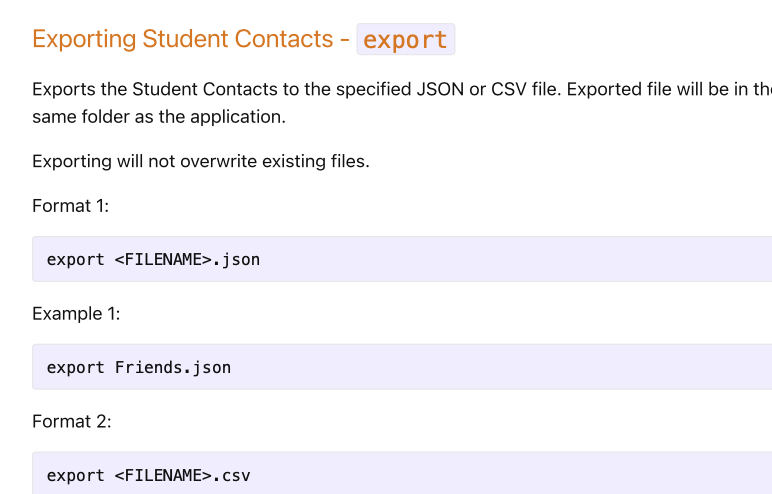 Exporting Student Contacts - export
Exports the Student Contacts to the specified JSON or CSV file. Exported file will be in the
same folder as the application.
Exporting will not overwrite existing files.
Format 1:
export <FILENAME>.json
Example 1:
export Friends.json
Format 2:
export <FILENAME>.csv